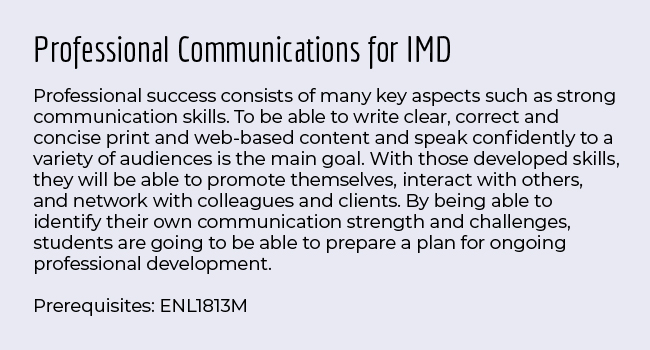 Professional Communications for IMD
Professional success consists of many key aspects such as strong
communication skills. To be able to write clear, correct and
concise print and web-based content and speak confidently to a
variety of audiences is the main goal. With those developed skills,
they will be able to promote themselves, interact with others,
and network with colleagues and clients. By being able to
identify their own communication strength and challenges,
students are going to be able to prepare a plan for ongoing
professional development.
Prerequisites: ENL1813M